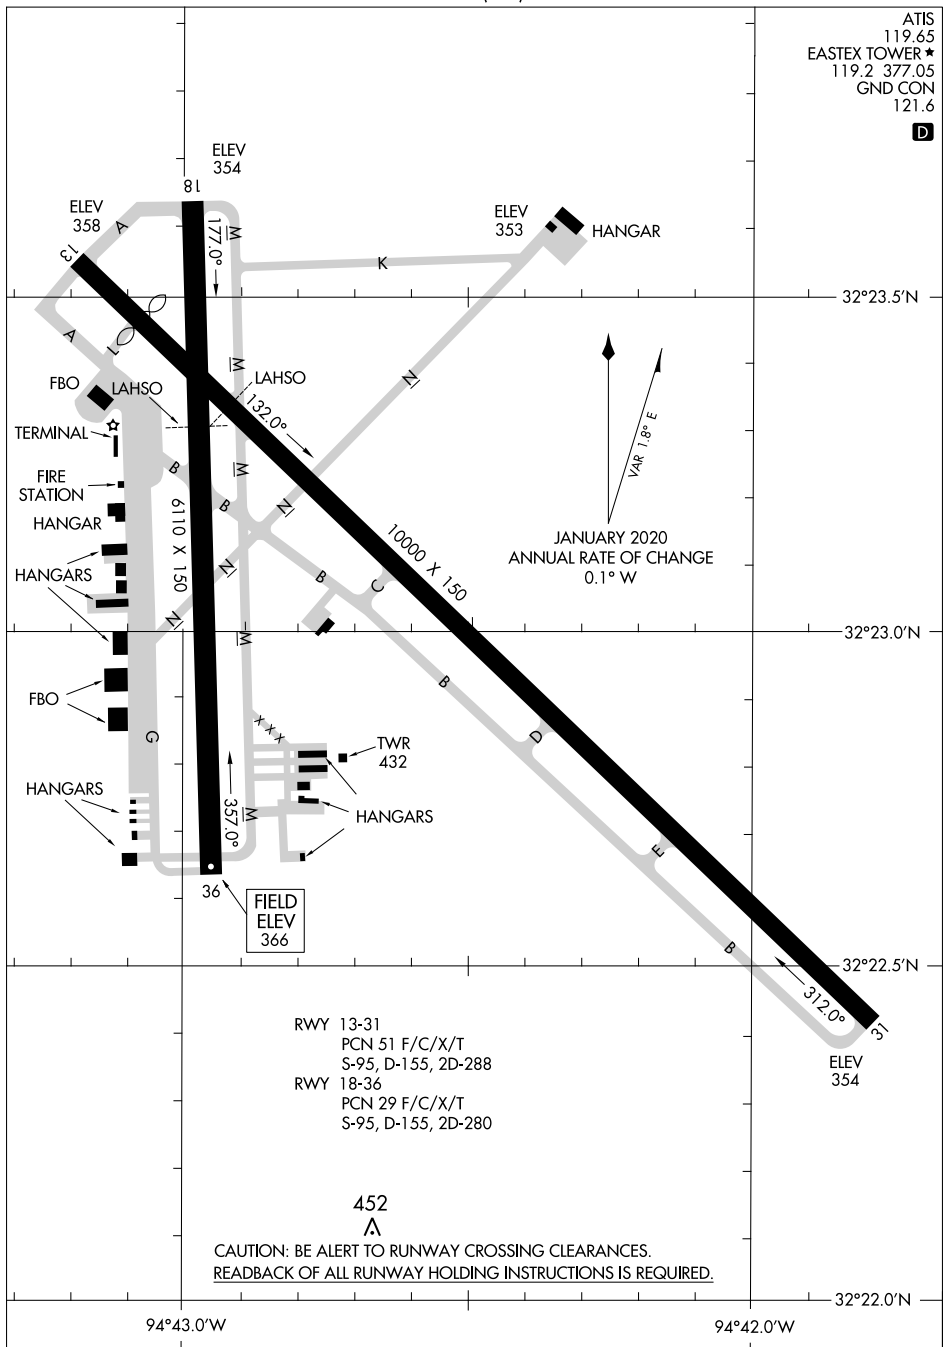 ATIS
119.65
EASTEX TOWER ★
119.2 377.05
GND CON
121.6
D
ELEV
354
18
ELEV
358
13
A
177.0°
M
ELEV
353
HANGAR
K
32°23.5'N
A
L
M
N
VAR 1.8° E
FBO
LAHSO
LAHSO
132.0°
TERMINAL
B
M
FIRE
STATION
B
N
HANGAR
6110 X 150
10000 X 150
JANUARY 2020
ANNUAL RATE OF CHANGE
0.1° W
HANGARS
N
B
C
N
M
32°23.0'N
FBO
B
G
X X X
D
TWR
432
HANGARS
357.0°
M
HANGARS
E
36
FIELD
ELEV
366
B
32°22.5'N
312.0°
31
ELEV
354
RWY 13-31
PCN 51 F/C/X/T
S-95, D-155, 2D-288
RWY 18-36
PCN 29 F/C/X/T
S-95, D-155, 2D-280
452
CAUTION: BE ALERT TO RUNWAY CROSSING CLEARANCES.
READBACK OF ALL RUNWAY HOLDING INSTRUCTIONS IS REQUIRED.
32°22.0'N
94°43.0'W
94°42.0'W